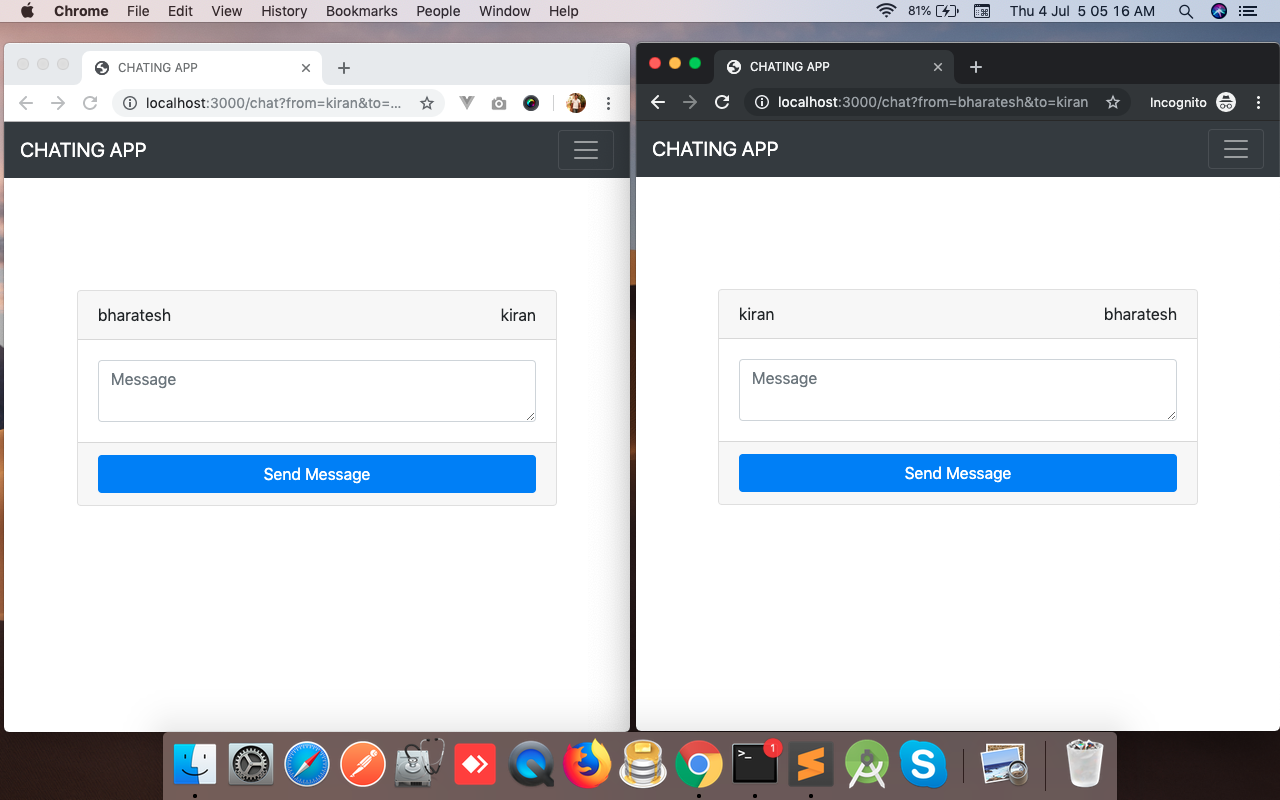 Chrome File Edit View History Bookmarks People Window Help 81% Thu 4 Jul 5 05 16 AM
CHATING APP
localhost:3000/chat?from=kiran&to=...
CHATING APP
bharatesh kiran
Message
Send Message
CHATING APP
localhost:3000/chat?from=bharatesh&to=kiran Incognito
CHATING APP
kiran bharatesh
Message
Send Message
>_ 1
S